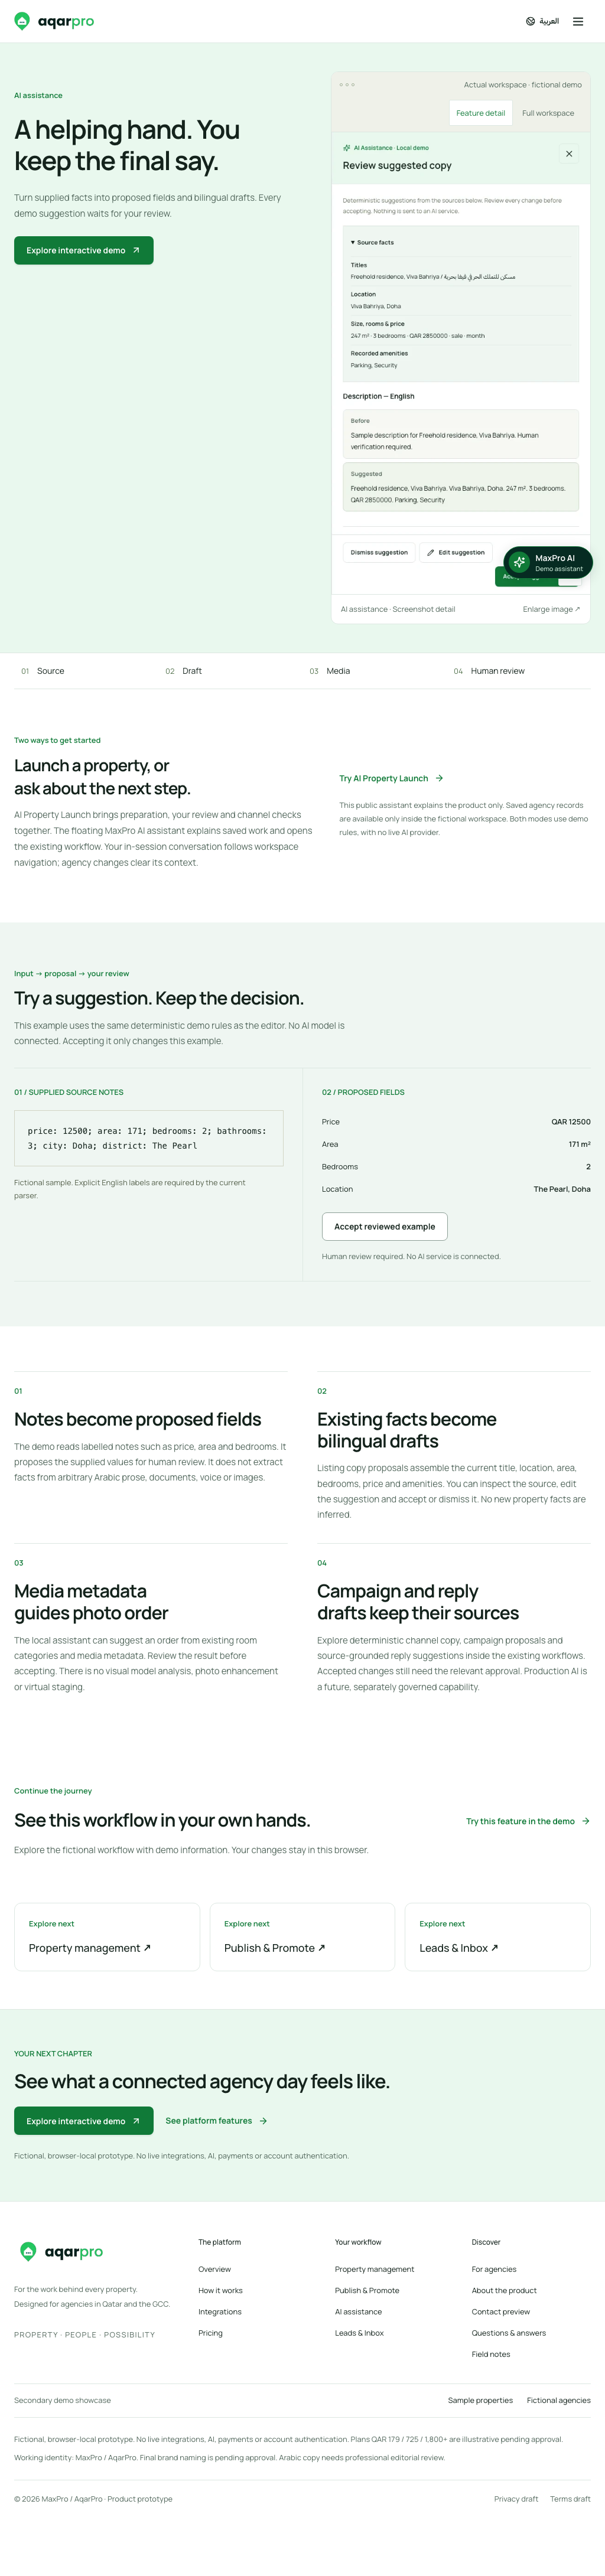 aqarpro
العربية
AI assistance
A helping hand. You
keep the final say.
Turn supplied facts into proposed fields and bilingual drafts. Every
demo suggestion waits for your review.
Explore interactive demo
Actual workspace · fictional demo
Feature detail
Full workspace
AI Assistance · Local demo
Review suggested copy
Deterministic suggestions from the sources below. Review every change before
accepting. Nothing is sent to an AI service.
Source facts
Titles
Freehold residence, Viva Bahriya / مسكن للتملك الحر في فيفا بحرية
Location
Viva Bahriya, Doha
Size, rooms & price
247 m² · 3 bedrooms · QAR 2850000 · sale · month
Recorded amenities
Parking, Security
Description — English
Before
Sample description for Freehold residence, Viva Bahriya. Human
verification required.
Suggested
Freehold residence, Viva Bahriya. Viva Bahriya, Doha. 247 m². 3 bedrooms.
QAR 2850000. Parking, Security
Dismiss suggestion
Edit suggestion
MaxPro AI
Demo assistant
AI assistance · Screenshot detail
Enlarge image ↗
01 Source
02 Draft
03 Media
04 Human review
Two ways to get started
Launch a property, or
ask about the next step.
AI Property Launch brings preparation, your review and channel checks
together. The floating MaxPro AI assistant explains saved work and opens
the existing workflow. Your in-session conversation follows workspace
navigation; agency changes clear its context.
Try AI Property Launch →
This public assistant explains the product only. Saved agency records
are available only inside the fictional workspace. Both modes use demo
rules, with no live AI provider.
Input → proposal → your review
Try a suggestion. Keep the decision.
This example uses the same deterministic demo rules as the editor. No AI model is
connected. Accepting it only changes this example.
01 / SUPPLIED SOURCE NOTES
price: 12500; area: 171; bedrooms: 2; bathrooms:
3; city: Doha; district: The Pearl
Fictional sample. Explicit English labels are required by the current
parser.
02 / PROPOSED FIELDS
Price QAR 12500
Area 171 m²
Bedrooms 2
Location The Pearl, Doha
Accept reviewed example
Human review required. No AI service is connected.
01
Notes become proposed fields
The demo reads labelled notes such as price, area and bedrooms. It
proposes the supplied values for human review. It does not extract
facts from arbitrary Arabic prose, documents, voice or images.
02
Existing facts become
bilingual drafts
Listing copy proposals assemble the current title, location, area,
bedrooms, price and amenities. You can inspect the source, edit
the suggestion and accept or dismiss it. No new property facts are
inferred.
03
Media metadata
guides photo order
The local assistant can suggest an order from existing room
categories and media metadata. Review the result before
accepting. There is no visual model analysis, photo enhancement
or virtual staging.
04
Campaign and reply
drafts keep their sources
Explore deterministic channel copy, campaign proposals and
source-grounded reply suggestions inside the existing workflows.
Accepted changes still need the relevant approval. Production AI is
a future, separately governed capability.
Continue the journey
See this workflow in your own hands.
Explore the fictional workflow with demo information. Your changes stay in this browser.
Try this feature in the demo →
Explore next
Property management ↗
Explore next
Publish & Promote ↗
Explore next
Leads & Inbox ↗
YOUR NEXT CHAPTER
See what a connected agency day feels like.
Explore interactive demo
See platform features →
Fictional, browser-local prototype. No live integrations, AI, payments or account authentication.
aqarpro
For the work behind every property.
Designed for agencies in Qatar and the GCC.
PROPERTY · PEOPLE · POSSIBILITY
The platform
Overview
How it works
Integrations
Pricing
Your workflow
Property management
Publish & Promote
AI assistance
Leads & Inbox
Discover
For agencies
About the product
Contact preview
Questions & answers
Field notes
Secondary demo showcase
Sample properties
Fictional agencies
Fictional, browser-local prototype. No live integrations, AI, payments or account authentication. Plans QAR 179 / 725 / 1,800+ are illustrative pending approval.
Working identity: MaxPro / AqarPro. Final brand naming is pending approval. Arabic copy needs professional editorial review.
© 2026 MaxPro / AqarPro · Product prototype
Privacy draft
Terms draft